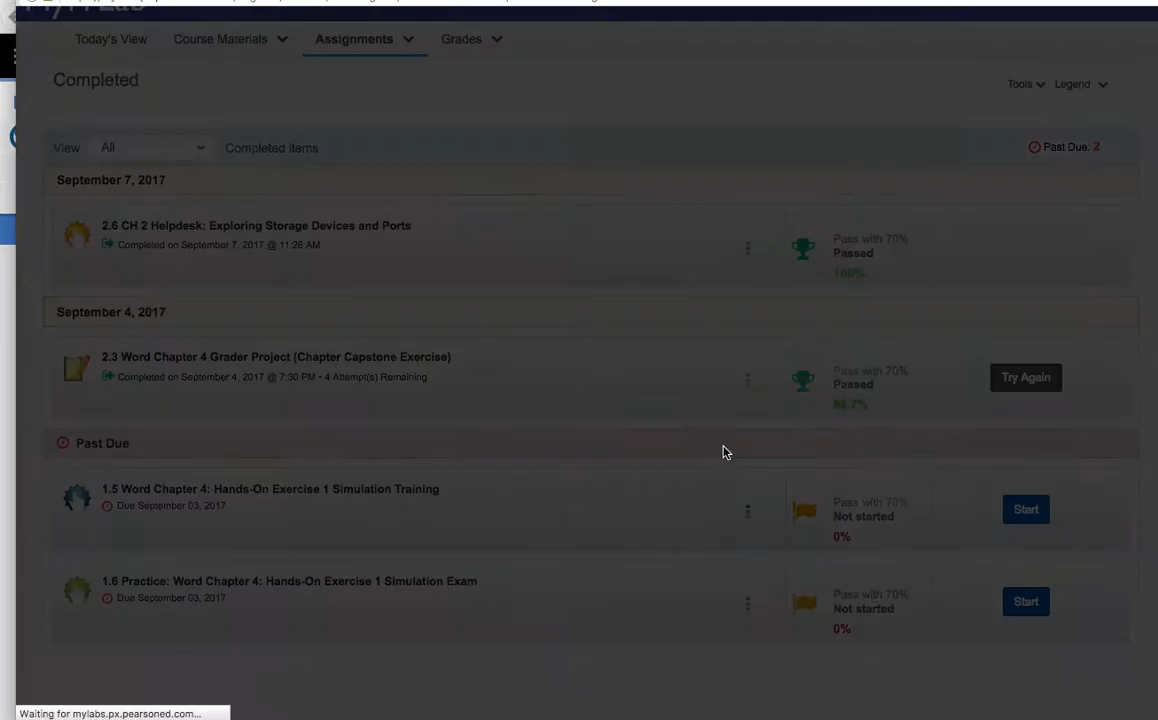 Today's View Course Materials Assignments Grades
Completed
Tools Legend
View All Completed items Past Due: 2
September 7, 2017
2.6 CH 2 Helpdesk: Exploring Storage Devices and Ports
Completed on September 7, 2017 @ 11:26 AM
Pass with 70%
Passed
100%
September 4, 2017
2.3 Word Chapter 4 Grader Project (Chapter Capstone Exercise)
Completed on September 4, 2017 @ 7:30 PM • 4 Attempt(s) Remaining
Pass with 70%
Passed
Try Again
Past Due
1.5 Word Chapter 4: Hands-On Exercise 1 Simulation Training
Due September 03, 2017
Pass with 70%
Not started
0%
Start
1.6 Practice: Word Chapter 4: Hands-On Exercise 1 Simulation Exam
Due September 03, 2017
Pass with 70%
Not started
0%
Start
Waiting for mylabs.px.pearsoned.com...